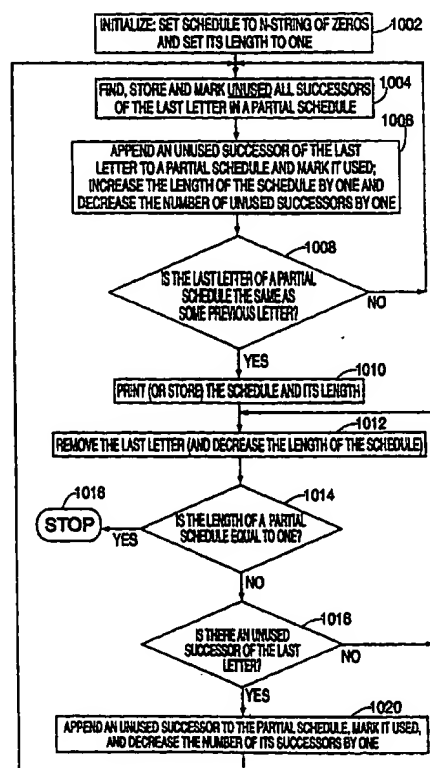 INITIALIZE: SET SCHEDULE TO N-STRING OF ZEROS
AND SET ITS LENGTH TO ONE
1002
FIND, STORE AND MARK UNUSED ALL SUCCESSORS
OF THE LAST LETTER IN A PARTIAL SCHEDULE
1004
1006
APPEND AN UNUSED SUCCESSOR OF THE LAST
LETTER TO A PARTIAL SCHEDULE AND MARK IT USED;
INCREASE THE LENGTH OF THE SCHEDULE BY ONE AND
DECREASE THE NUMBER OF UNUSED SUCCESSORS BY ONE
1008
IS THE LAST LETTER OF A PARTIAL
SCHEDULE THE SAME AS
SOME PREVIOUS LETTER?
NO
YES
1010
PRINT (OR STORE) THE SCHEDULE AND ITS LENGTH
1012
REMOVE THE LAST LETTER (AND DECREASE THE LENGTH OF THE SCHEDULE)
1018
STOP
1014
IS THE LENGTH OF A PARTIAL
SCHEDULE EQUAL TO ONE?
YES
NO
1016
IS THERE AN UNUSED
SUCCESSOR OF THE LAST
LETTER?
NO
YES
1020
APPEND AN UNUSED SUCCESSOR TO THE PARTIAL SCHEDULE, MARK IT USED,
AND DECREASE THE NUMBER OF ITS SUCCESSORS BY ONE